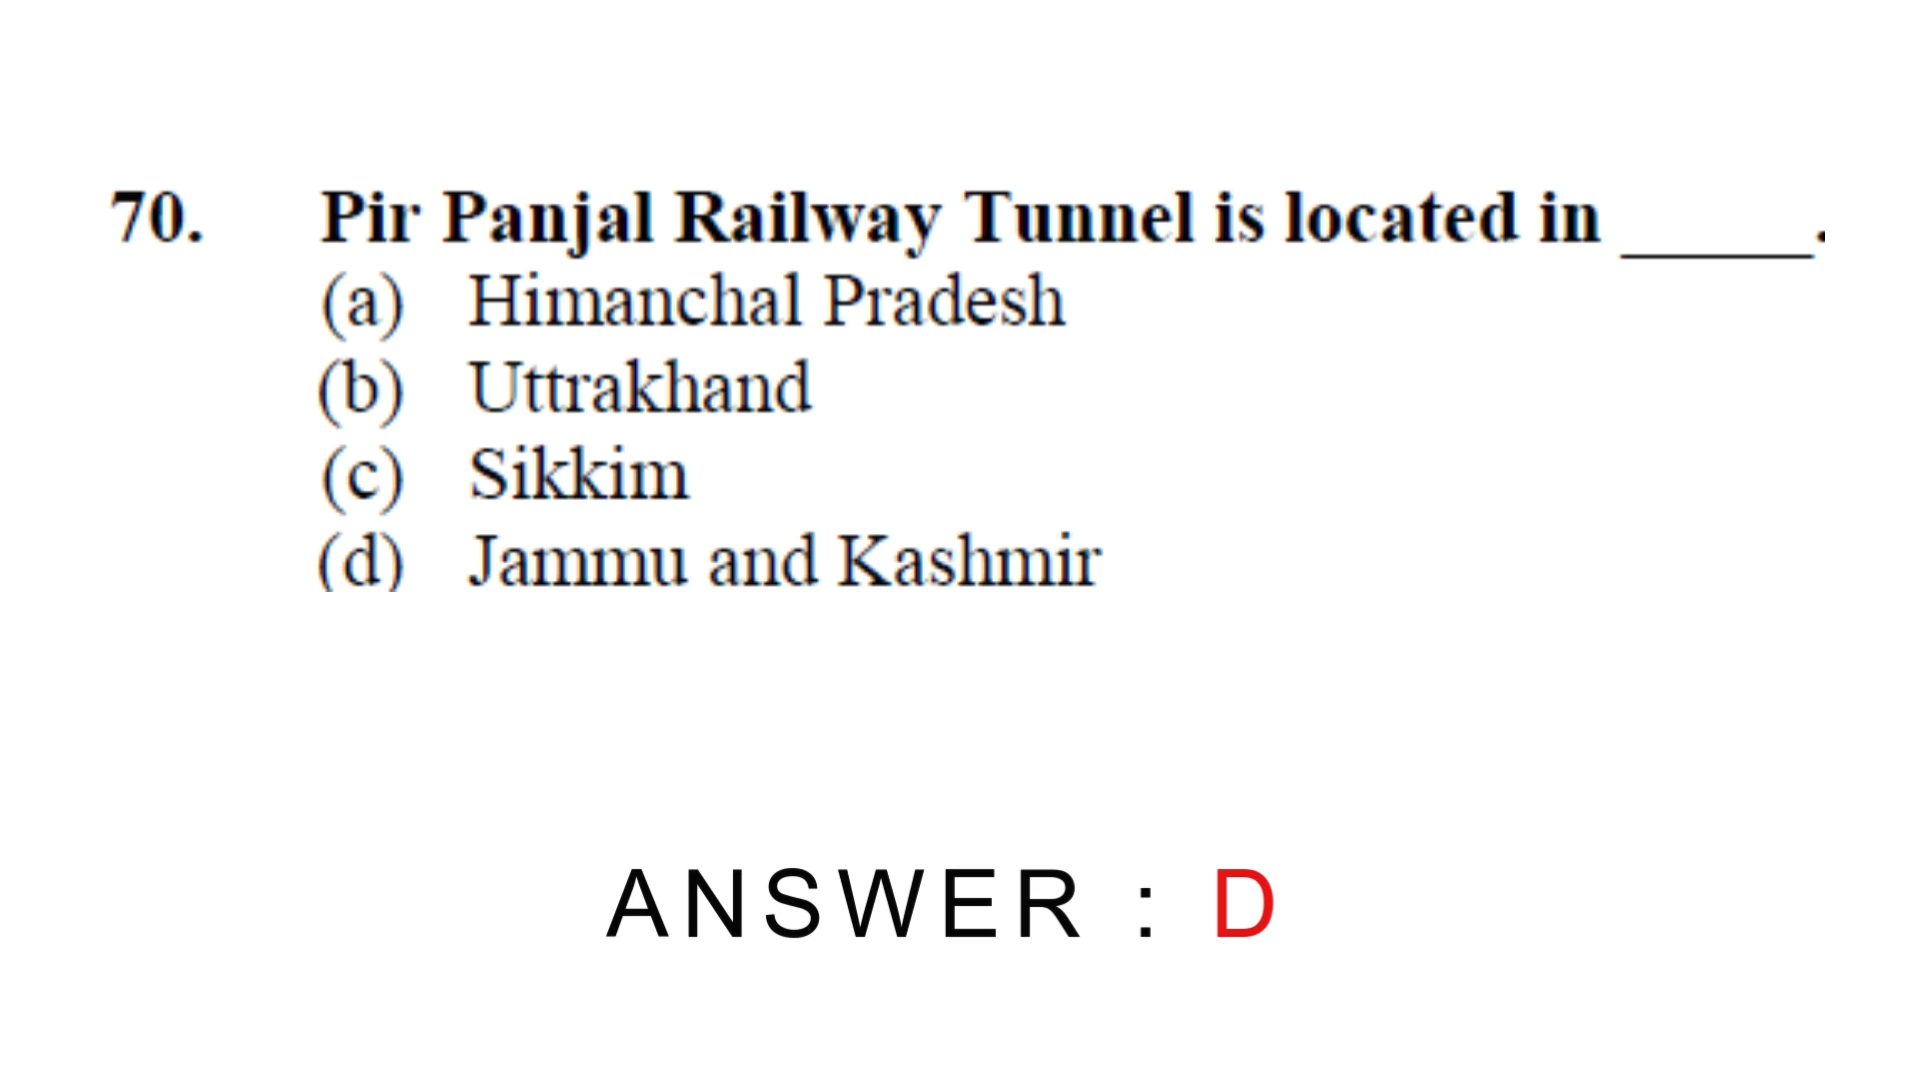 70. Pir Panjal Railway Tunnel is located in _____.
(a) Himanchal Pradesh
(b) Uttrakhand
(c) Sikkim
(d) Jammu and Kashmir
ANSWER : D